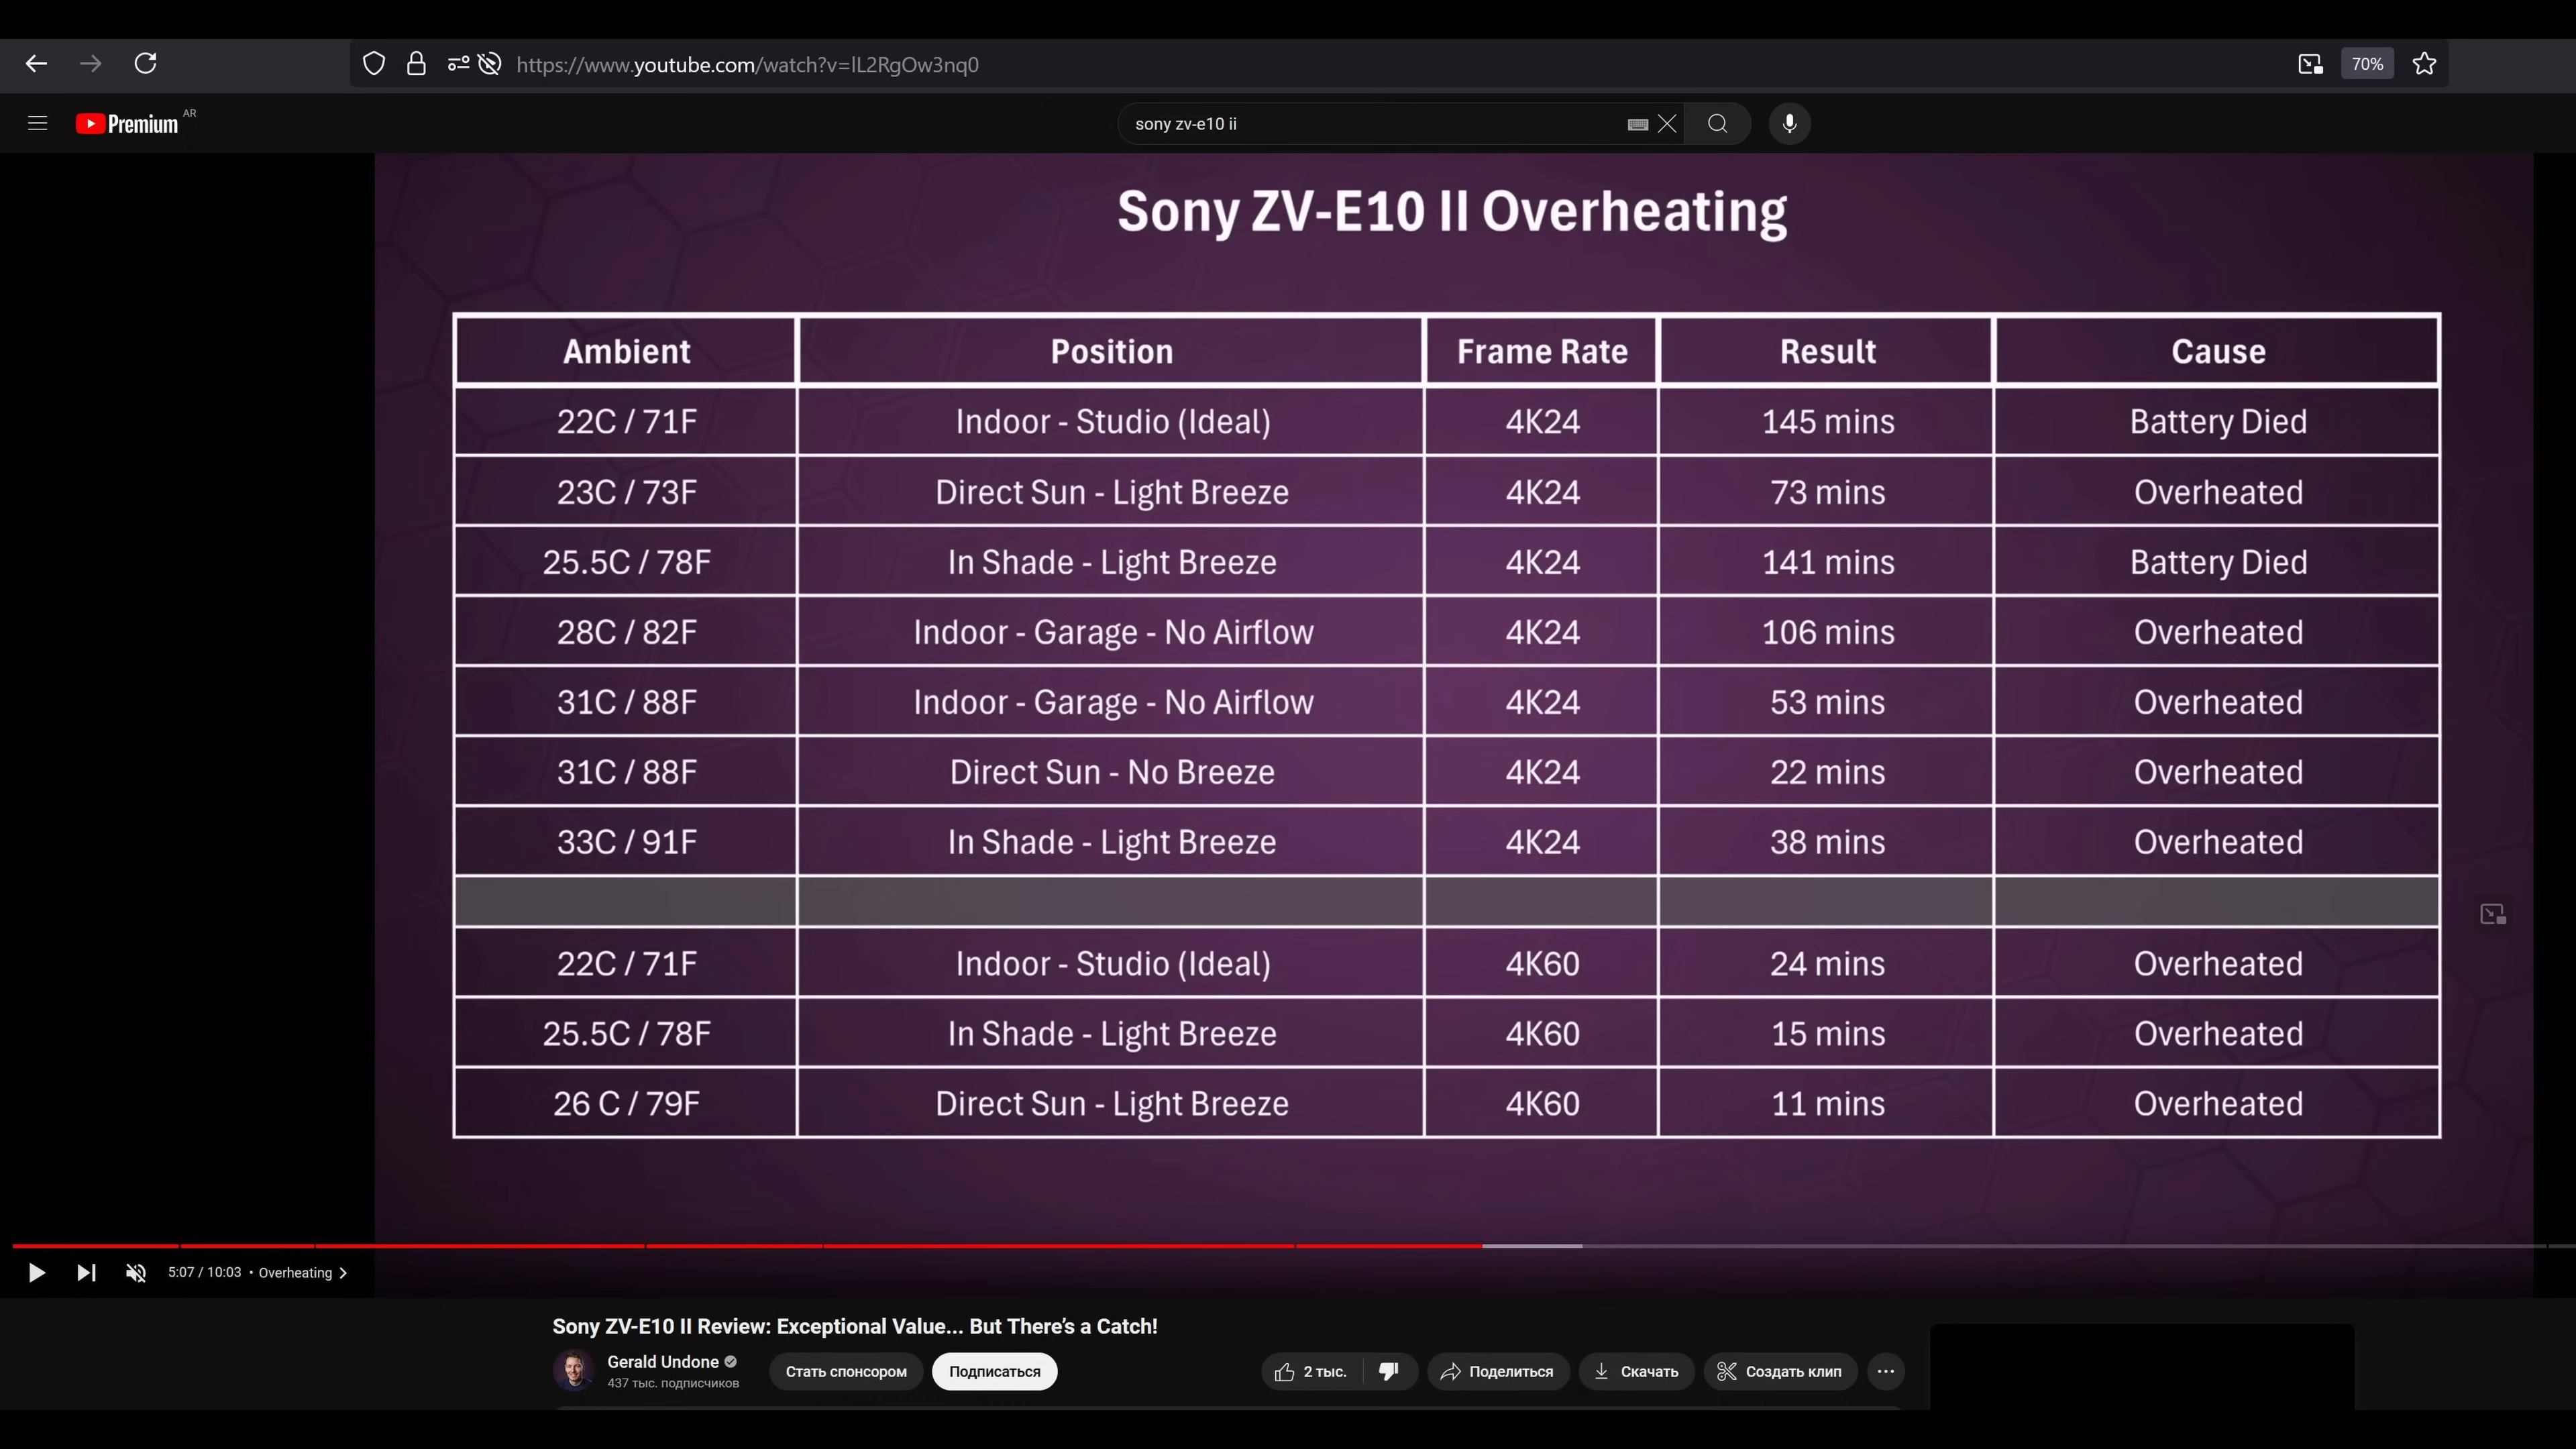 https://www.youtube.com/watch?v=lL2RgOw3nq0
70%
Premium AR
sony zv-e10 ii
Sony ZV-E10 II Overheating
Ambient Position Frame Rate Result Cause
22C / 71F Indoor - Studio (Ideal) 4K24 145 mins Battery Died
23C / 73F Direct Sun - Light Breeze 4K24 73 mins Overheated
25.5C / 78F In Shade - Light Breeze 4K24 141 mins Battery Died
28C / 82F Indoor - Garage - No Airflow 4K24 106 mins Overheated
31C / 88F Indoor - Garage - No Airflow 4K24 53 mins Overheated
31C / 88F Direct Sun - No Breeze 4K24 22 mins Overheated
33C / 91F In Shade - Light Breeze 4K24 38 mins Overheated
22C / 71F Indoor - Studio (Ideal) 4K60 24 mins Overheated
25.5C / 78F In Shade - Light Breeze 4K60 15 mins Overheated
26 C / 79F Direct Sun - Light Breeze 4K60 11 mins Overheated
5:07 / 10:03 • Overheating
Sony ZV-E10 II Review: Exceptional Value... But There’s a Catch!
Gerald Undone
437 тыс. подписчиков
Стать спонсором
Подписаться
2 тыс.
Поделиться
Скачать
Создать клип